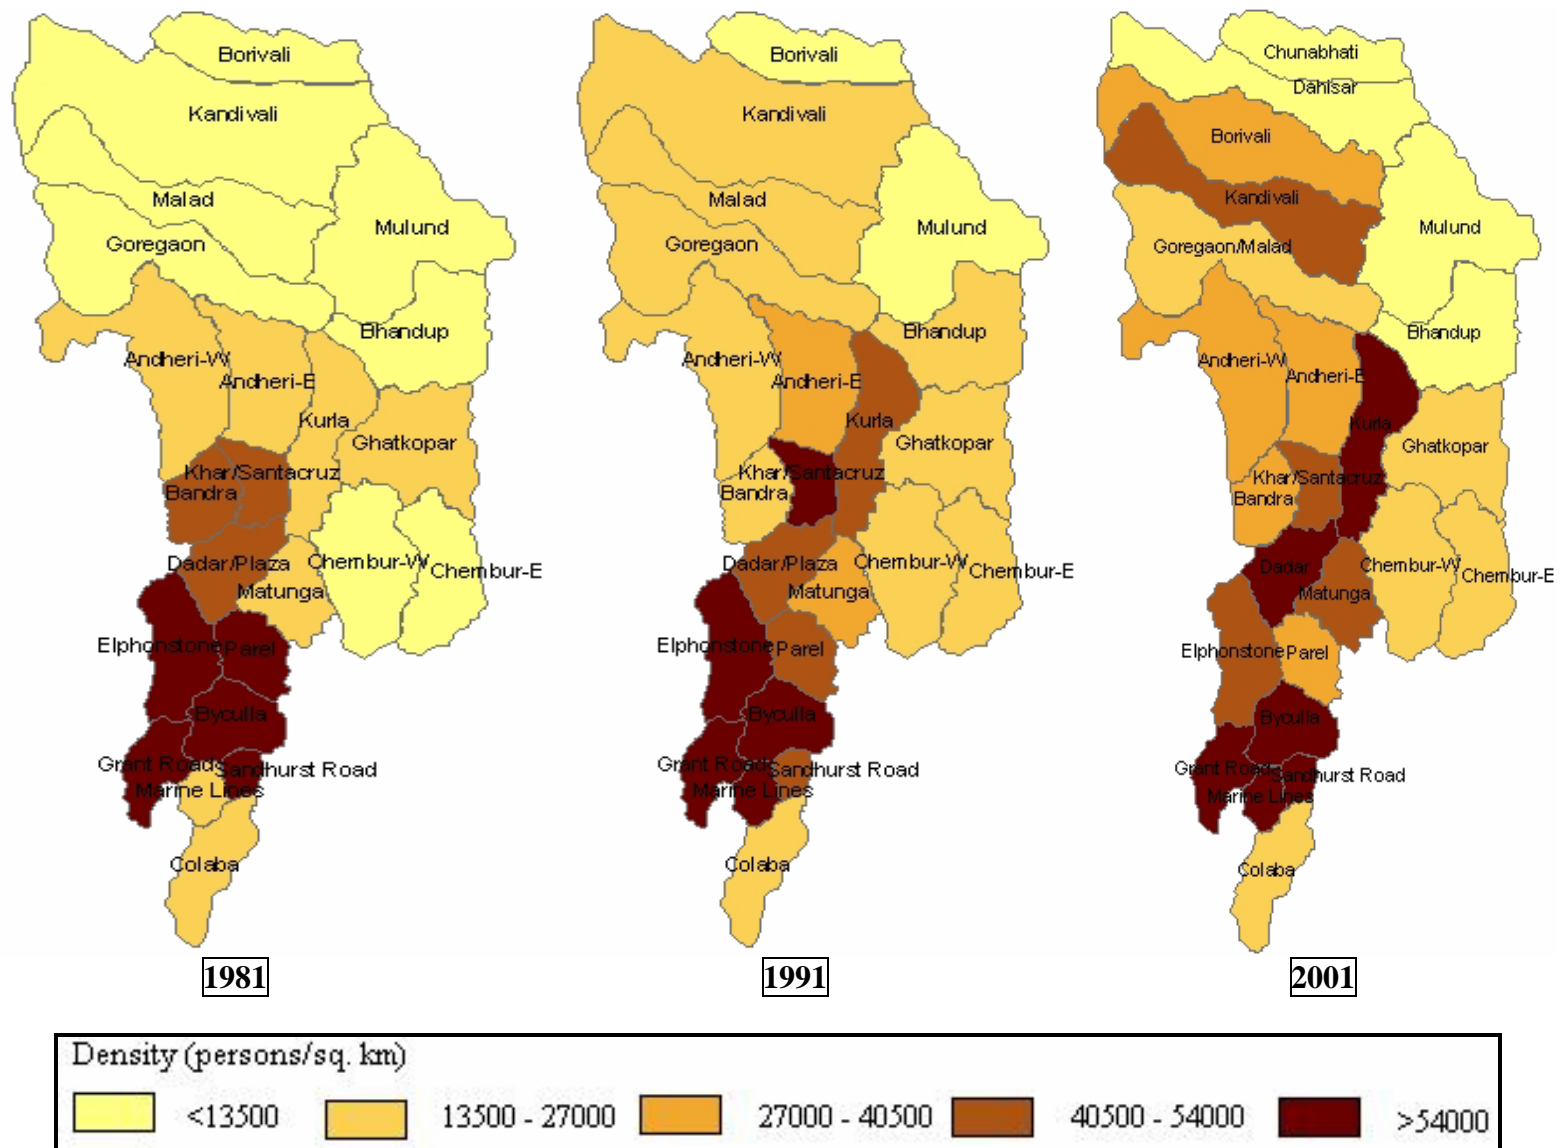 Borivali
Kandivali
Malad
Goregaon
Mulund
Bhandup
Andheri-W
Andheri-E
Kurla
Ghatkopar
Khar/Santacruz
Bandra
Dadar/Plaza
Chembur-W
Chembur-E
Matunga
Elphonstone
Parel
Byculla
Grant Road
Sandhurst Road
Marine Lines
Colaba
1981
Borivali
Kandivali
Malad
Goregaon
Mulund
Bhandup
Andheri-W
Andheri-E
Kurla
Ghatkopar
Khar/Santacruz
Bandra
Dadar/Plaza
Chembur-W
Chembur-E
Matunga
Elphonstone
Parel
Byculla
Grant Road
Sandhurst Road
Marine Lines
Colaba
1991
Chunabhati
Dahisar
Borivali
Kandivali
Goregaon/Malad
Mulund
Bhandup
Andheri-W
Andheri-E
Kurla
Ghatkopar
Khar/Santacruz
Bandra
Dadar
Chembur-W
Chembur-E
Matunga
Elphonstone
Parel
Byculla
Grant Road
Sandhurst Road
Marine Lines
Colaba
2001
Density (persons/sq. km)
<13500
13500 - 27000
27000 - 40500
40500 - 54000
>54000